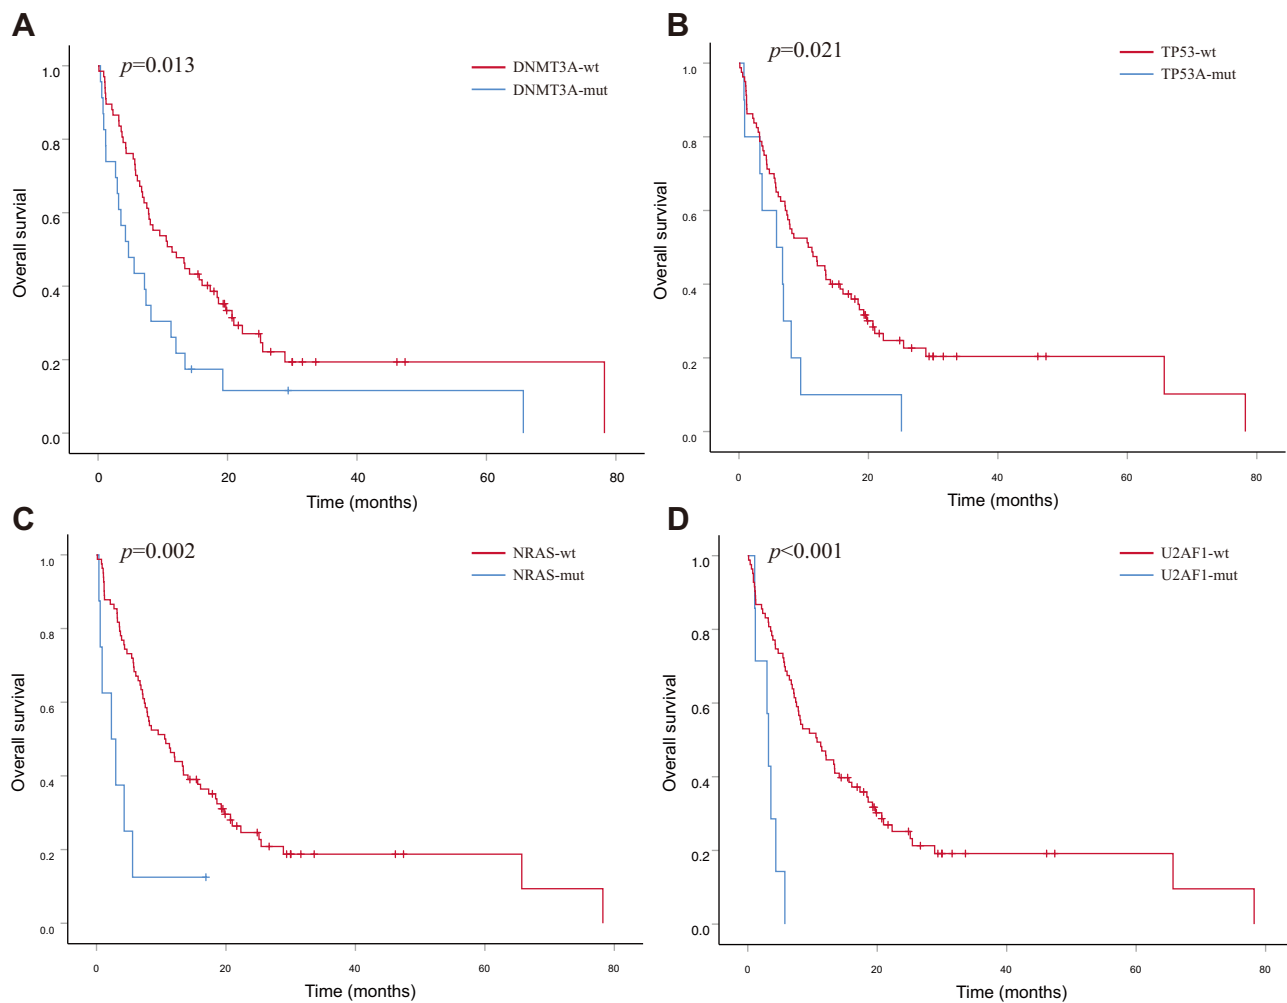 A
p=0.013
DNMT3A-wt
DNMT3A-mut
Overall survial
1.0
0.8
0.6
0.4
0.2
0.0
0 20 40 60 80
Time (months)
B
p=0.021
TP53-wt
TP53A-mut
Overall survival
1.0
0.8
0.6
0.4
0.2
0.0
0 20 40 60 80
Time (months)
C
p=0.002
NRAS-wt
NRAS-mut
Overall survival
1.0
0.8
0.6
0.4
0.2
0.0
0 20 40 60 80
Time (months)
D
p<0.001
U2AF1-wt
U2AF1-mut
Overall survival
1.0
0.8
0.6
0.4
0.2
0.0
0 20 40 60 80
Time (months)